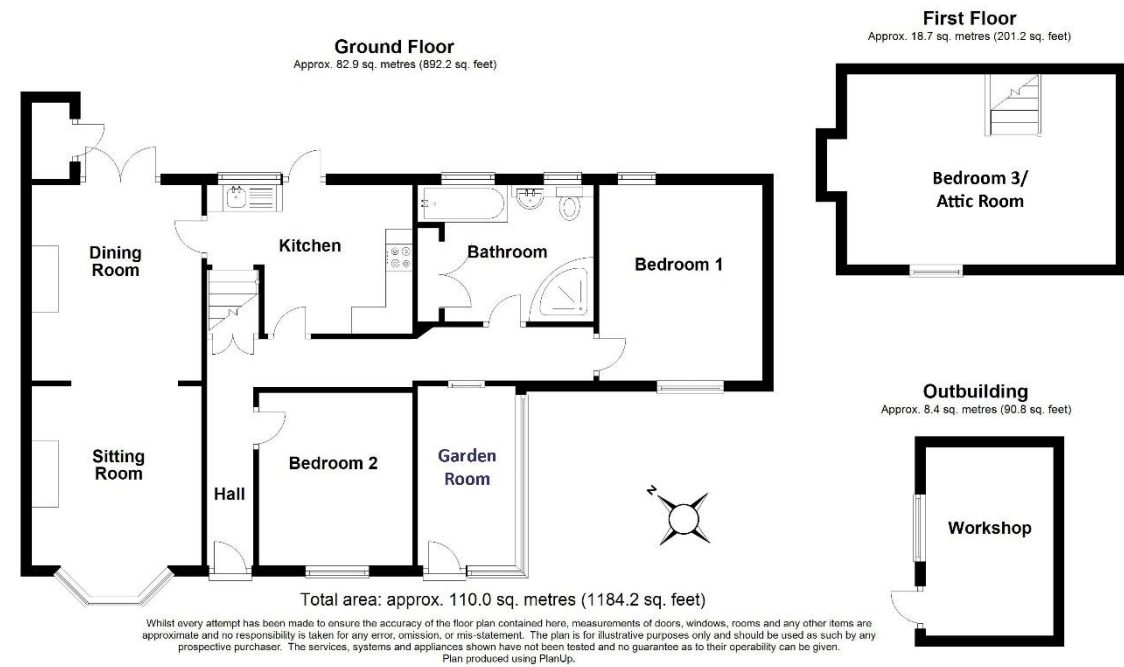 First Floor
Approx. 18.7 sq. metres (201.2 sq. feet)
Ground Floor
Approx. 82.9 sq. metres (892.2 sq. feet)
Bedroom 3/
Attic Room
Dining
Room
Kitchen
Bathroom
Bedroom 1
Outbuilding
Approx. 8.4 sq. metres (90.8 sq. feet)
Sitting
Room
Hall
Bedroom 2
Garden
Room
N
Workshop
Total area: approx. 110.0 sq. metres (1184.2 sq. feet)
Whilst every attempt has been made to ensure the accuracy of the floor plan contained here, measurements of doors, windows, rooms and any other items are
approximate and no responsibility is taken for any error, omission, or mis-statement. The plan is for illustrative purposes only and should be used as such by any
prospective purchaser. The services, systems and appliances shown have not been tested and no guarantee as to their operability can be given.
Plan produced using PlanUp.